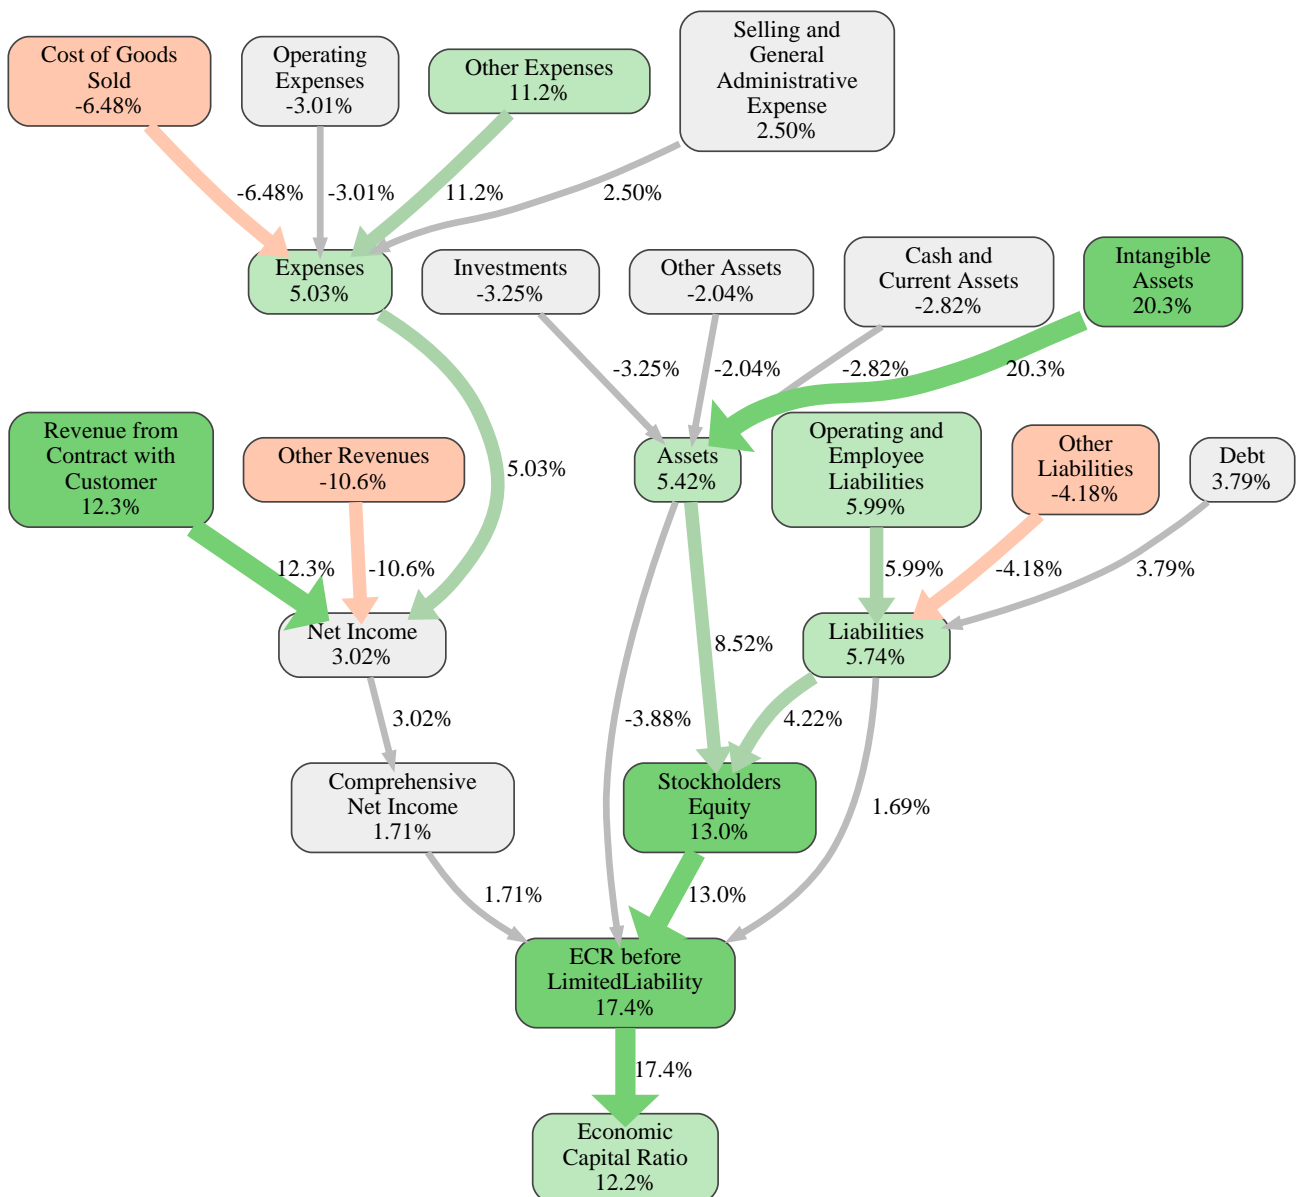 Cost of Goods
Sold
-6.48%
Operating
Expenses
-3.01%
Other Expenses
11.2%
Selling and
General
Administrative
Expense
2.50%
-6.48%
-3.01%
11.2%
2.50%
Expenses
5.03%
Investments
-3.25%
Other Assets
-2.04%
Cash and
Current Assets
-2.82%
Intangible
Assets
20.3%
-3.25%
-2.04%
-2.82%
20.3%
Revenue from
Contract with
Customer
12.3%
Other Revenues
-10.6%
5.03%
Assets
5.42%
Operating and
Employee
Liabilities
5.99%
Other
Liabilities
-4.18%
Debt
3.79%
12.3%
-10.6%
5.99%
-4.18%
3.79%
Net Income
3.02%
8.52%
Liabilities
5.74%
3.02%
-3.88%
4.22%
Comprehensive
Net Income
1.71%
Stockholders
Equity
13.0%
1.69%
1.71%
13.0%
ECR before
LimitedLiability
17.4%
17.4%
Economic
Capital Ratio
12.2%